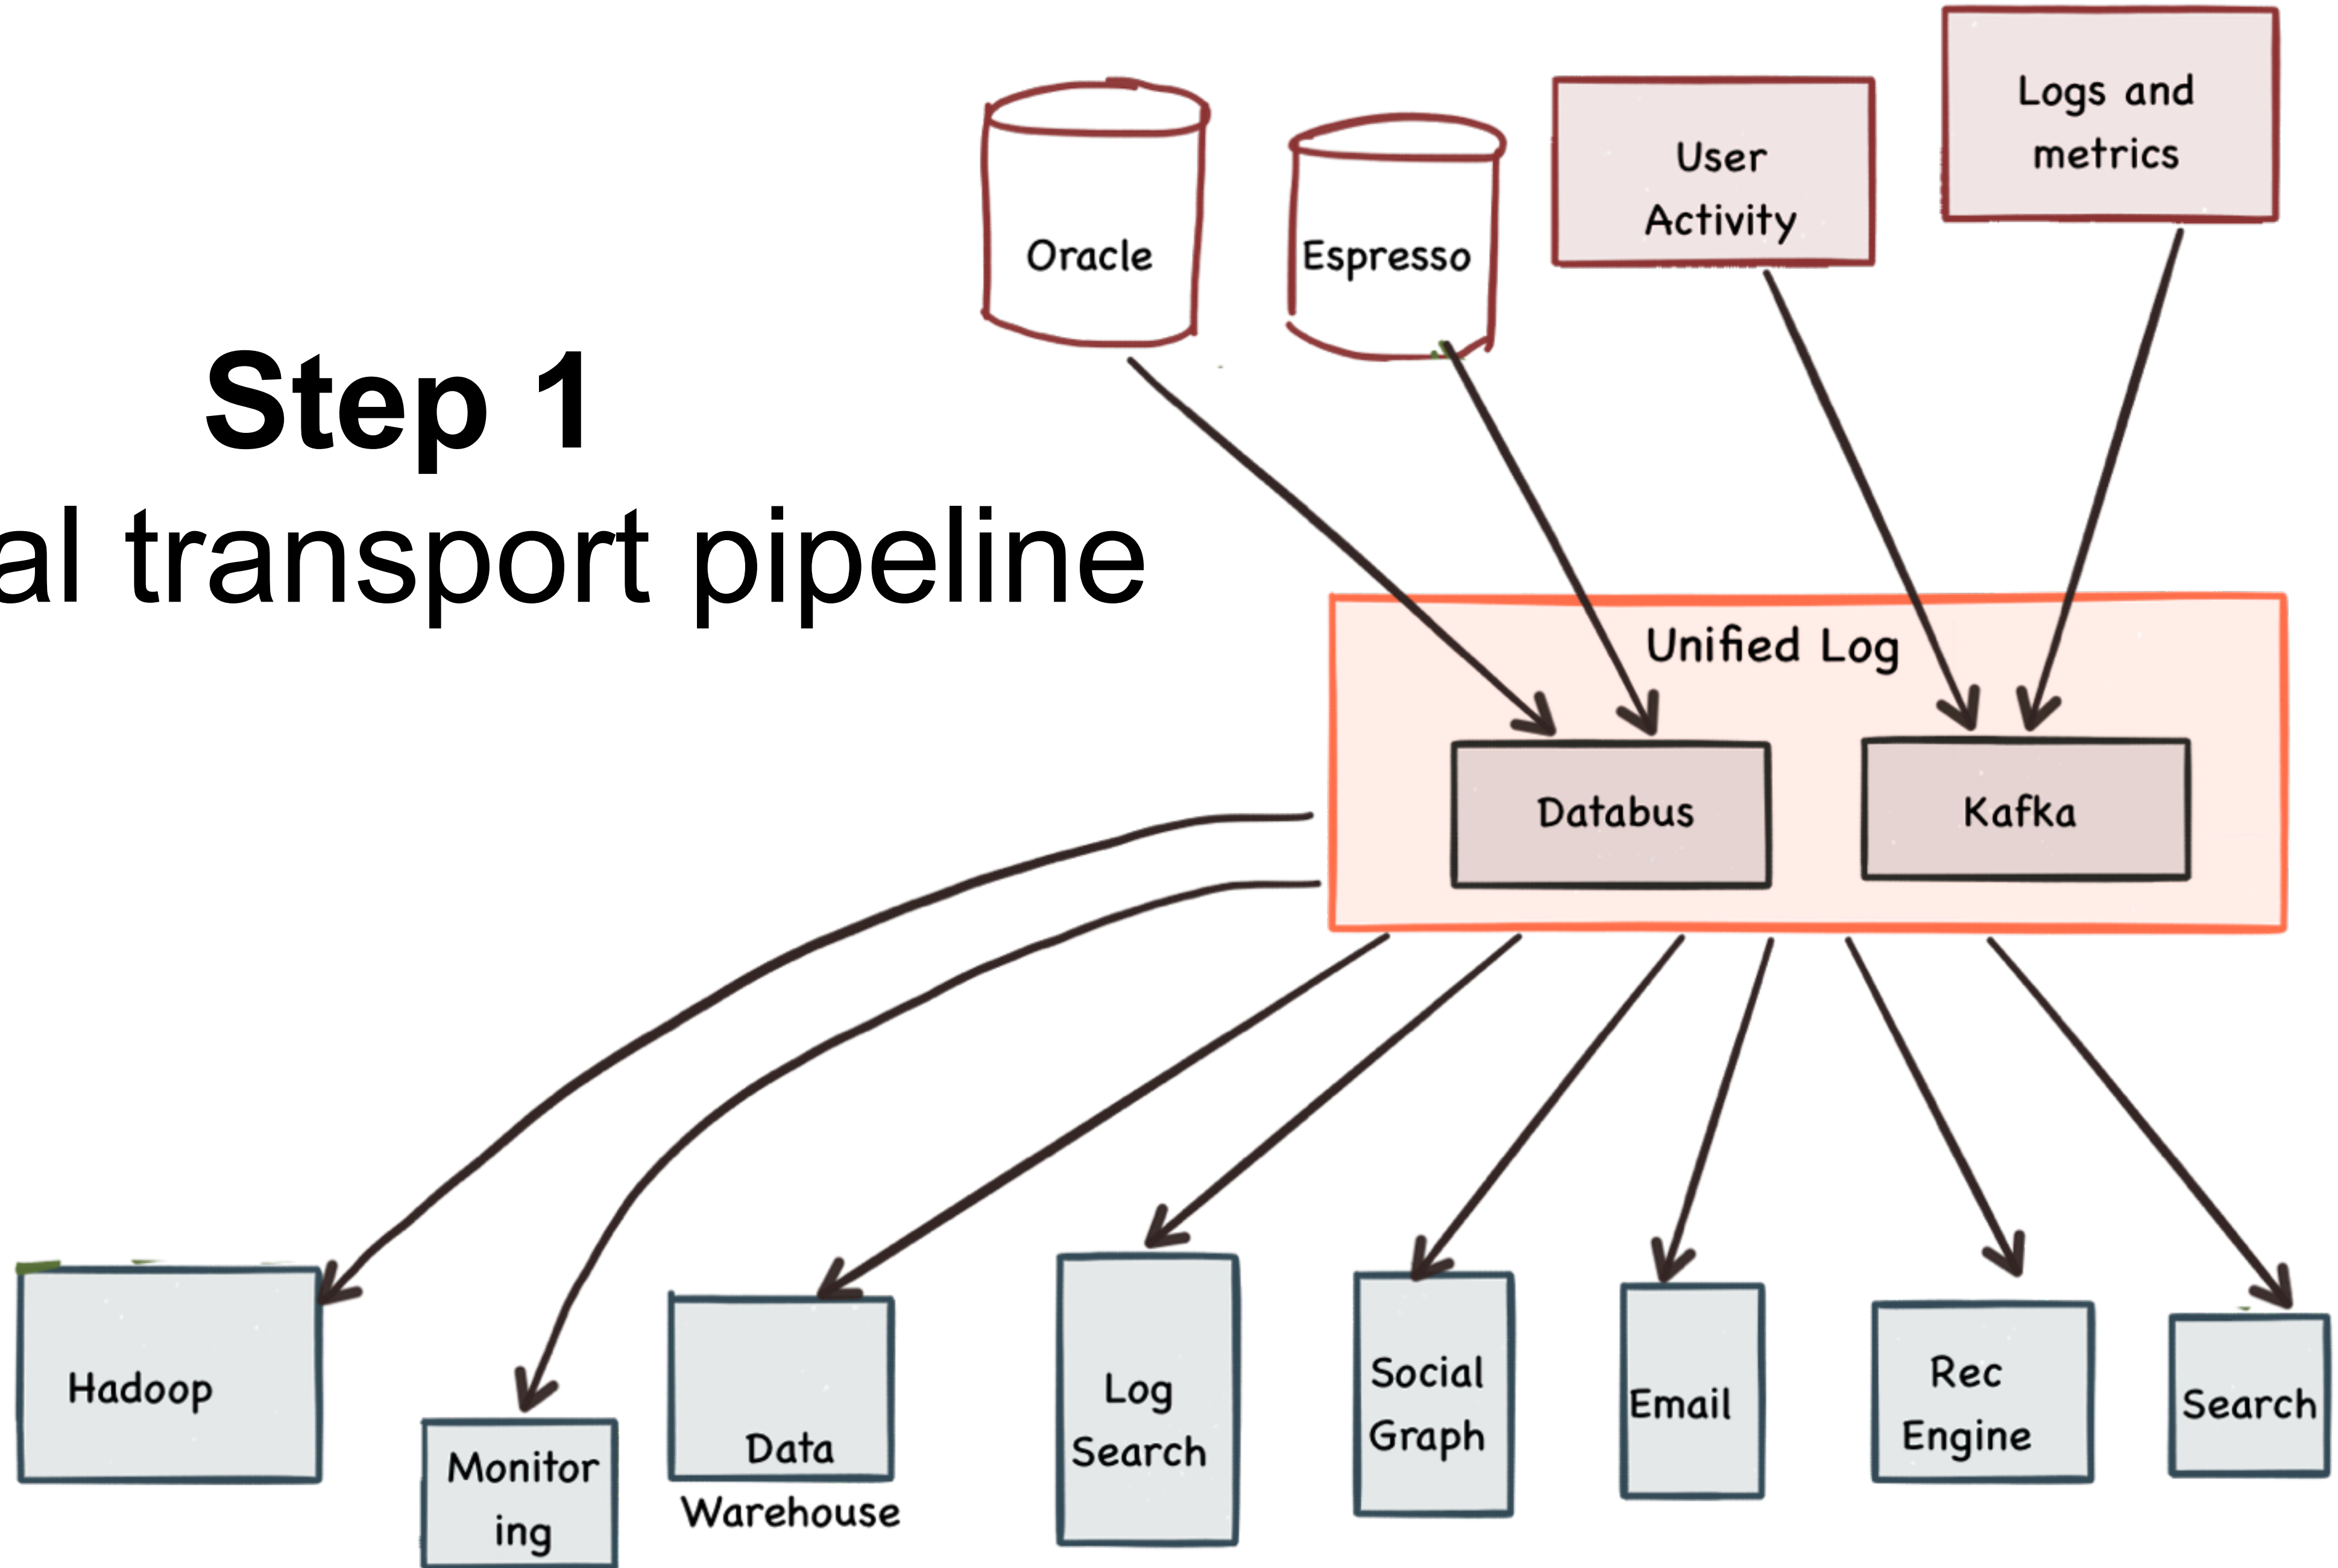 Logs and
metrics
User
Activity
Oracle
Espresso
Step 1
al transport pipeline
Unified Log
Databus
Kafka
Hadoop
Monitor
ing
Data
Warehouse
Log
Search
Social
Graph
Email
Rec
Engine
Search